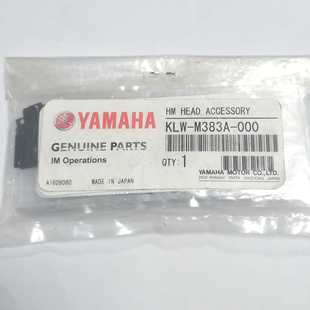 YAMAHA
GENUINE PARTS
IM Operations
A1609060 MADE IN JAPAN
HM HEAD ACCESSORY
KLW-M383A-000
QTY: 1
YAMAHA MOTOR CO., LTD.